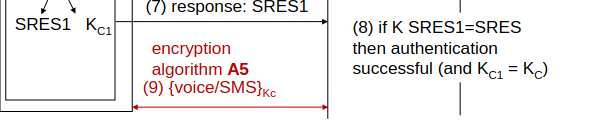 (7) response: SRES1
SRES1 K_C1
(8) if K SRES1=SRES
then authentication
successful (and K_C1 = K_C)
encryption
algorithm A5
(9) {voice/SMS}_Kc